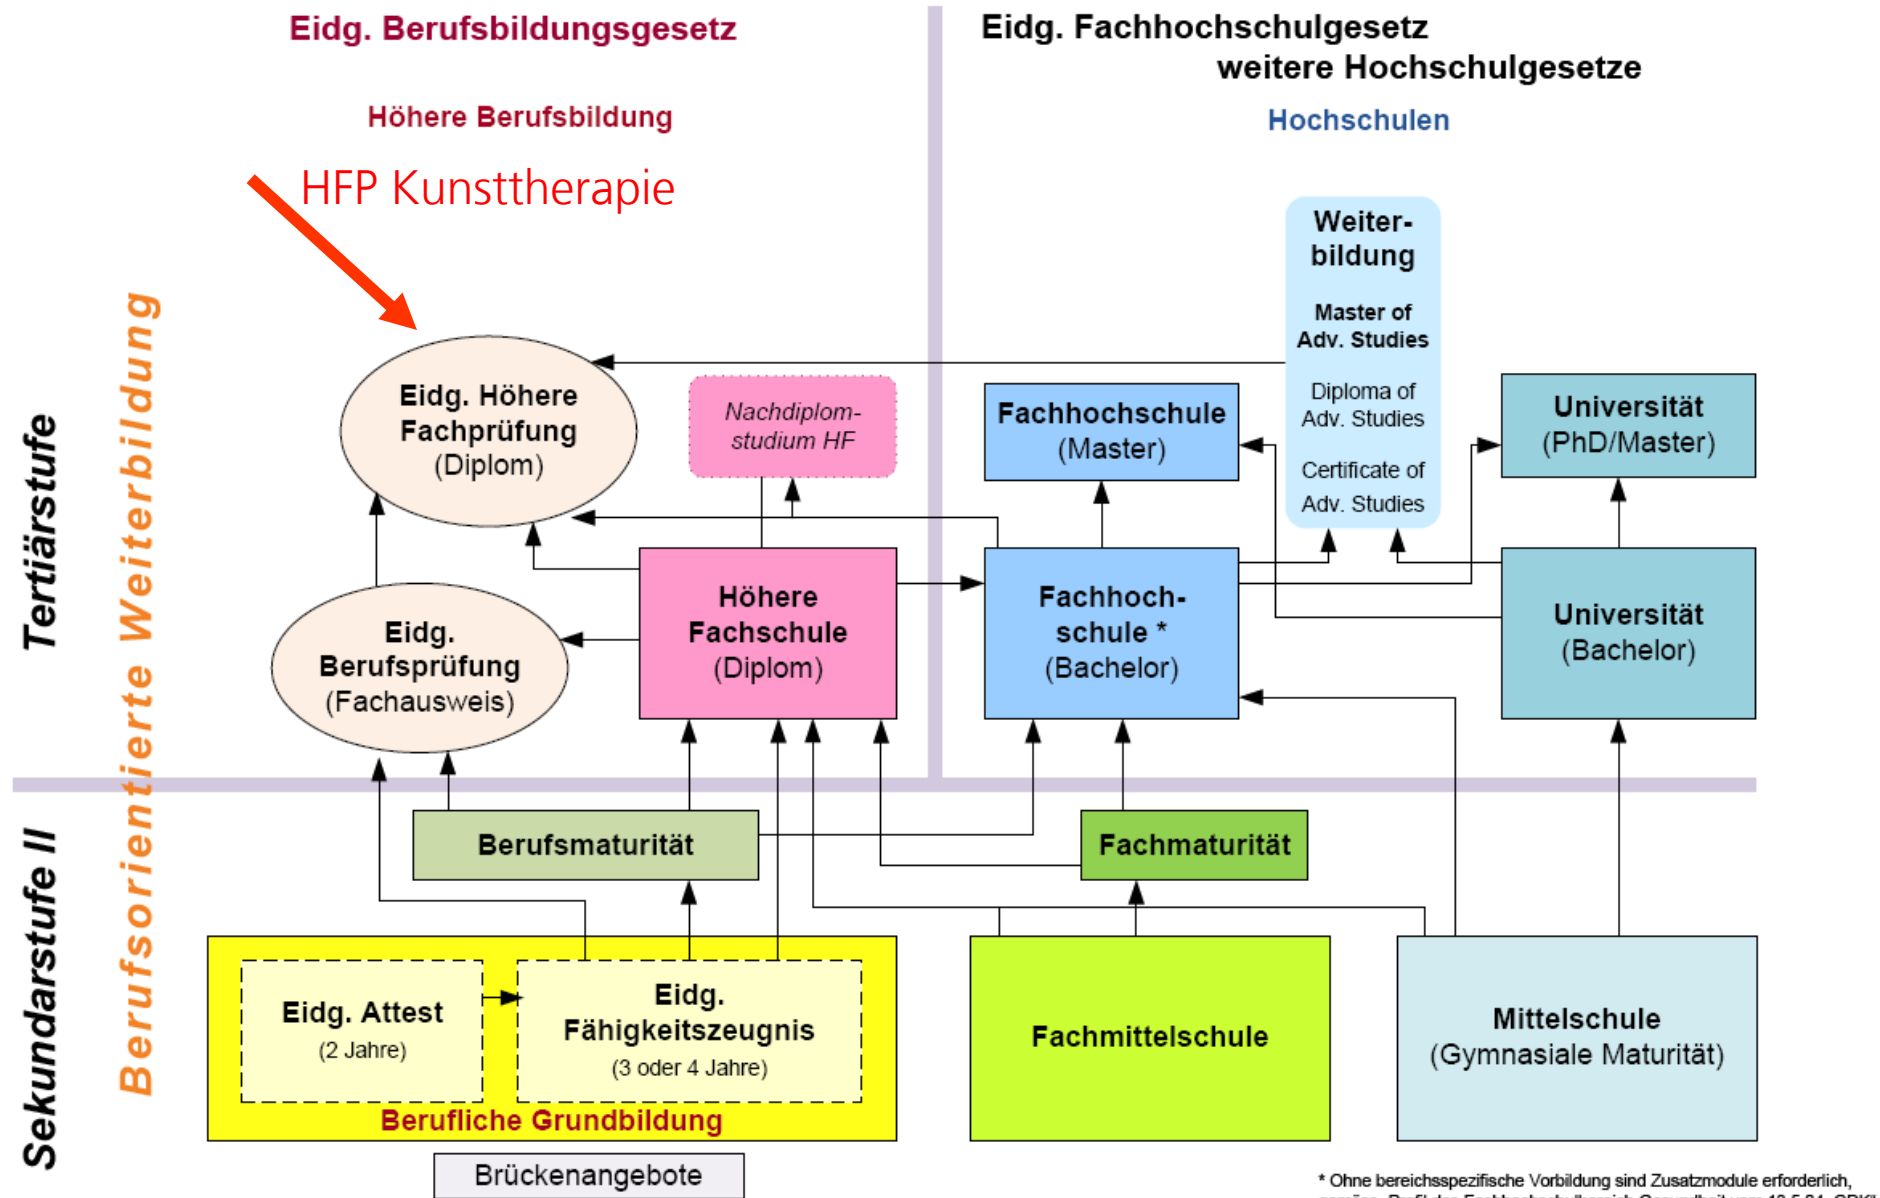 Eidg. Berufsbildungsgesetz
Eidg. Fachhochschulgesetz
weitere Hochschulgesetze
Höhere Berufsbildung
Hochschulen
HFP Kunsttherapie
Tertiärstufe
Sekundarstufe II
Berufsorientierte Weiterbildung
Weiter-
bildung
Master of
Adv. Studies
Diploma of
Adv. Studies
Certificate of
Adv. Studies
Eidg. Höhere
Fachprüfung
(Diplom)
Nachdiplom-
studium HF
Fachhochschule
(Master)
Universität
(PhD/Master)
Eidg.
Berufsprüfung
(Fachausweis)
Höhere
Fachschule
(Diplom)
Fachhoch-
schule *
(Bachelor)
Universität
(Bachelor)
Berufsmaturität
Fachmaturität
Eidg. Attest
(2 Jahre)
Eidg.
Fähigkeitszeugnis
(3 oder 4 Jahre)
Berufliche Grundbildung
Fachmittelschule
Mittelschule
(Gymnasiale Maturität)
Brückenangebote
* Ohne bereichsspezifische Vorbildung sind Zusatzmodule erforderlich,